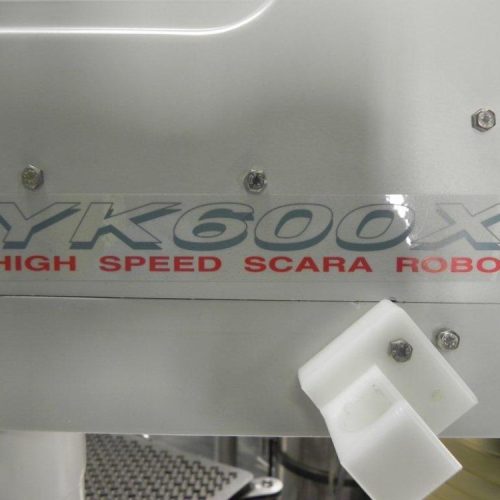 YK600X
HIGH SPEED SCARA ROBO